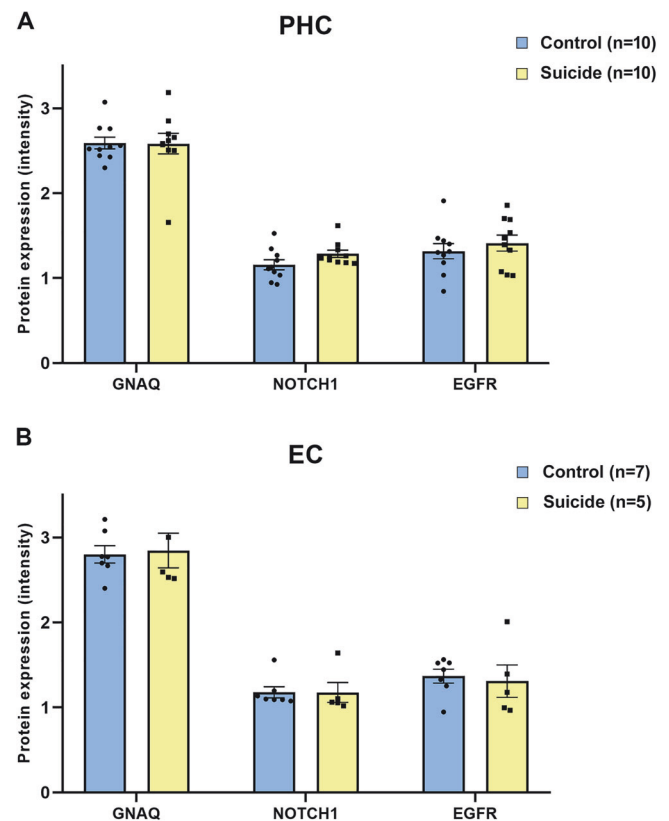 A
PHC
Control (n=10)
Suicide (n=10)
Protein expression (intensity)
3
2
1
0
GNAQ NOTCH1 EGFR
B
EC
Control (n=7)
Suicide (n=5)
Protein expression (intensity)
3
2
1
0
GNAQ NOTCH1 EGFR